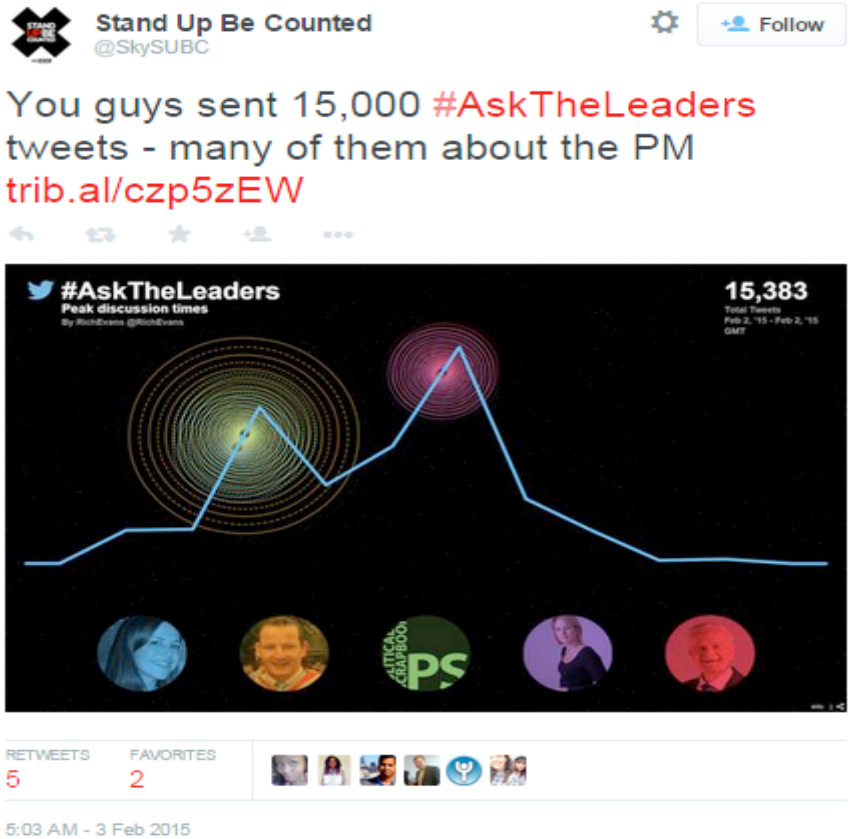 Stand Up Be Counted
@SkySUBC
Follow
You guys sent 15,000 #AskTheLeaders
tweets - many of them about the PM
trib.al/czp5zEW
#AskTheLeaders
Peak discussion times
By RichEvans @RichEvans
15,383
Total Tweets
Feb 2, '15 - Feb 2, '15
GMT
PS
RETWEETS
FAVORITES
5
2
5:03 AM - 3 Feb 2015